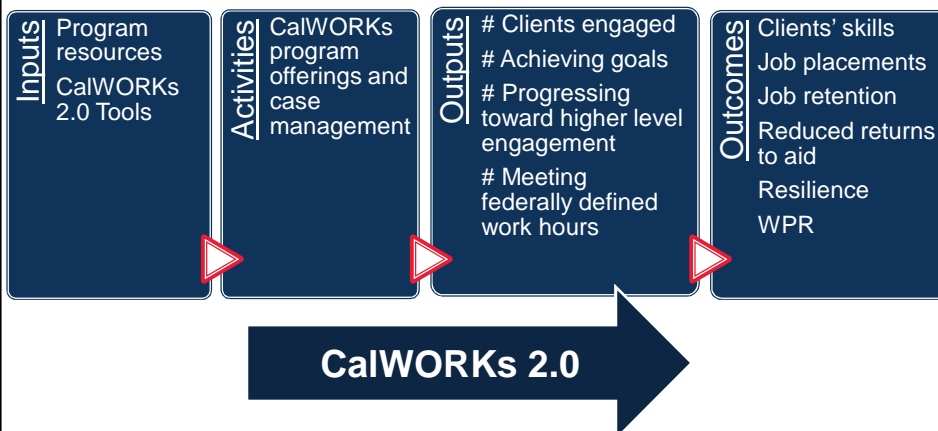 Inputs
Program
resources
CalWORKs
2.0 Tools
Activities
CalWORKs
program
offerings and
case
management
Outputs
# Clients engaged
# Achieving goals
# Progressing
toward higher level
engagement
# Meeting
federally defined
work hours
Outcomes
Clients’ skills
Job placements
Job retention
Reduced returns
to aid
Resilience
WPR
CalWORKs 2.0